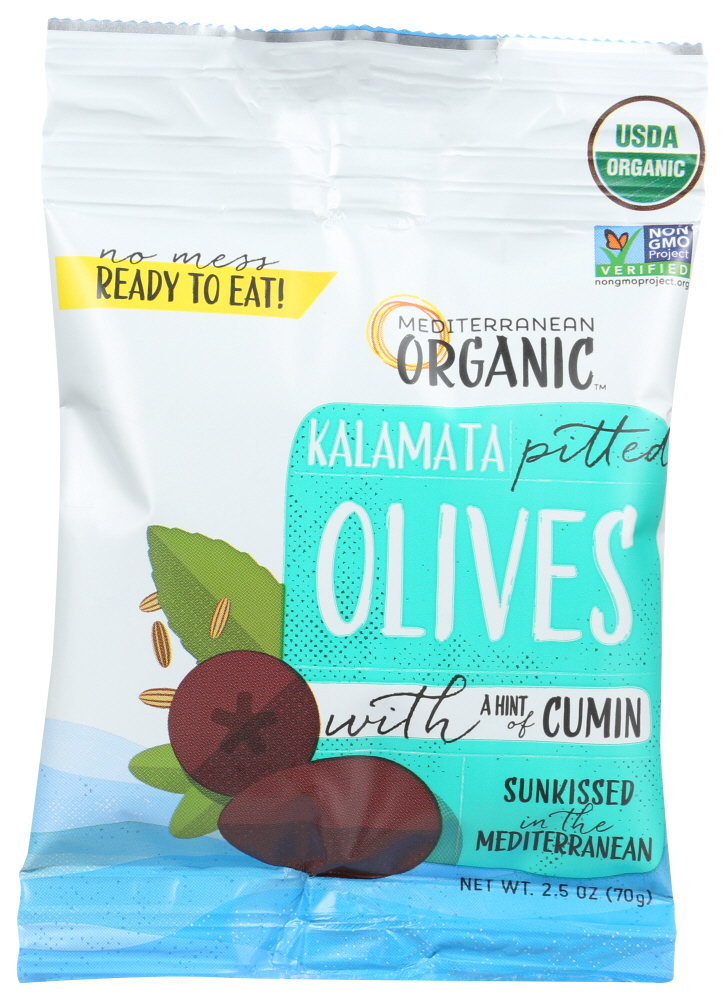 USDA
ORGANIC
NON
GMO
Project
VERIFIED
nongmoproject.org
no mess
READY TO EAT!
MEDITERRANEAN
ORGANIC™
KALAMATA pitted
OLIVES
with A HINT of CUMIN
SUNKISSED
in the
MEDITERRANEAN
NET WT. 2.5 OZ (70g)